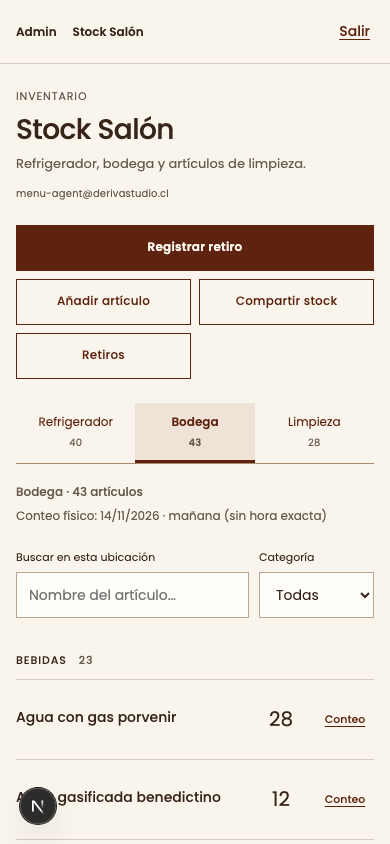 Admin Stock Salón Salir
INVENTARIO
Stock Salón
Refrigerador, bodega y artículos de limpieza.
menu-agent@derivastudio.cl
Registrar retiro
Añadir artículo Compartir stock
Retiros
Refrigerador Bodega Limpieza
40 43 28
Bodega · 43 artículos
Conteo físico: 14/11/2026 · mañana (sin hora exacta)
Buscar en esta ubicación Categoría
Nombre del artículo… Todas
BEBIDAS 23
Agua con gas porvenir 28 Conteo
gasificada benedictino 12 Conteo
N